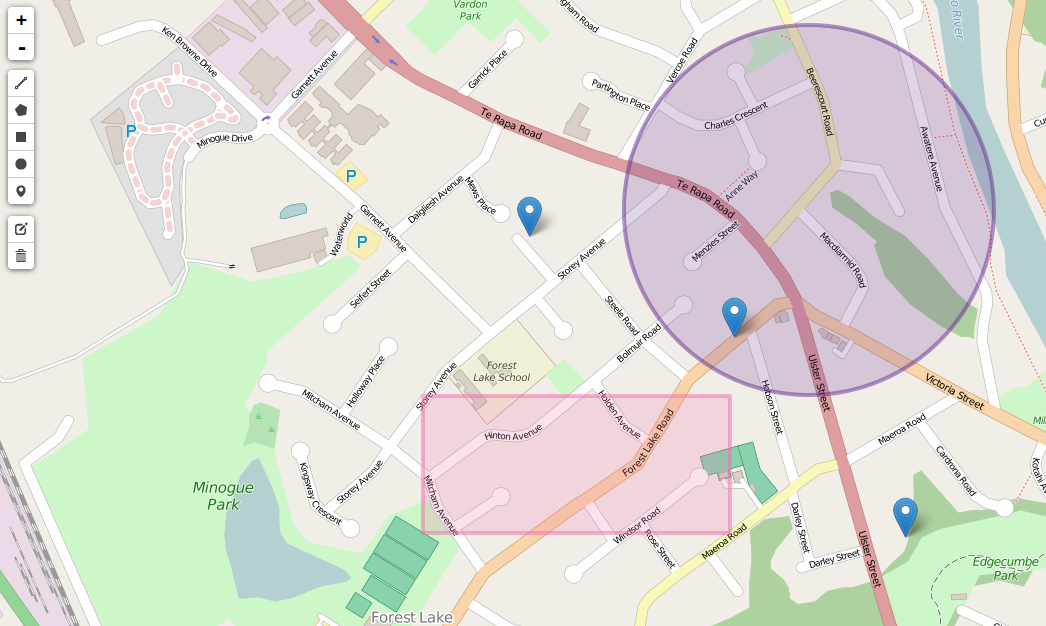 +
-
Vardon
Park
Ken Browne Drive
Garnett Avenue
Garrick Place
Vercoe Road
Partington Place
Te Rapa Road
Charles Crescent
Beerescourt Road
Awatere Avenue
River
P
Minogue Drive
P
Dalgliesh Avenue
Mews Place
Te Rapa Road
Anne Way
Garnett Avenue
Waterworld
P
Storey Avenue
Menzies Street
Macdiarmid Road
Seifert Street
Steele Road
Bolmuir Road
Forest
Lake School
Holloway Place
Storey Avenue
Mitcham Avenue
Ulster Street
Hobson Street
Victoria Street
Holden Avenue
Hinton Avenue
Forest Lake Road
Maeroa Road
Cardrona Road
Kingsway Crescent
Storey Avenue
Mitcham Avenue
Minogue
Park
Windsor Road
Rose Street
Maeroa Road
Darley Street
Darley Street
Ulster Street
Edgecumbe
Park
Forest Lake